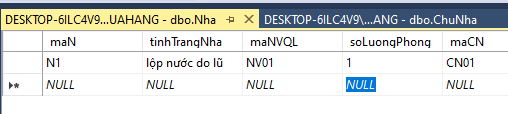 DESKTOP-6ILC4V9...UAHANG - dbo.Nha DESKTOP-6ILC4V9\...ANG - dbo.ChuNha
maN tinhTrangNha maNVQL soLuongPhong maCN
N1 lộp nước do lũ NV01 1 CN01
NULL NULL NULL NULL NULL